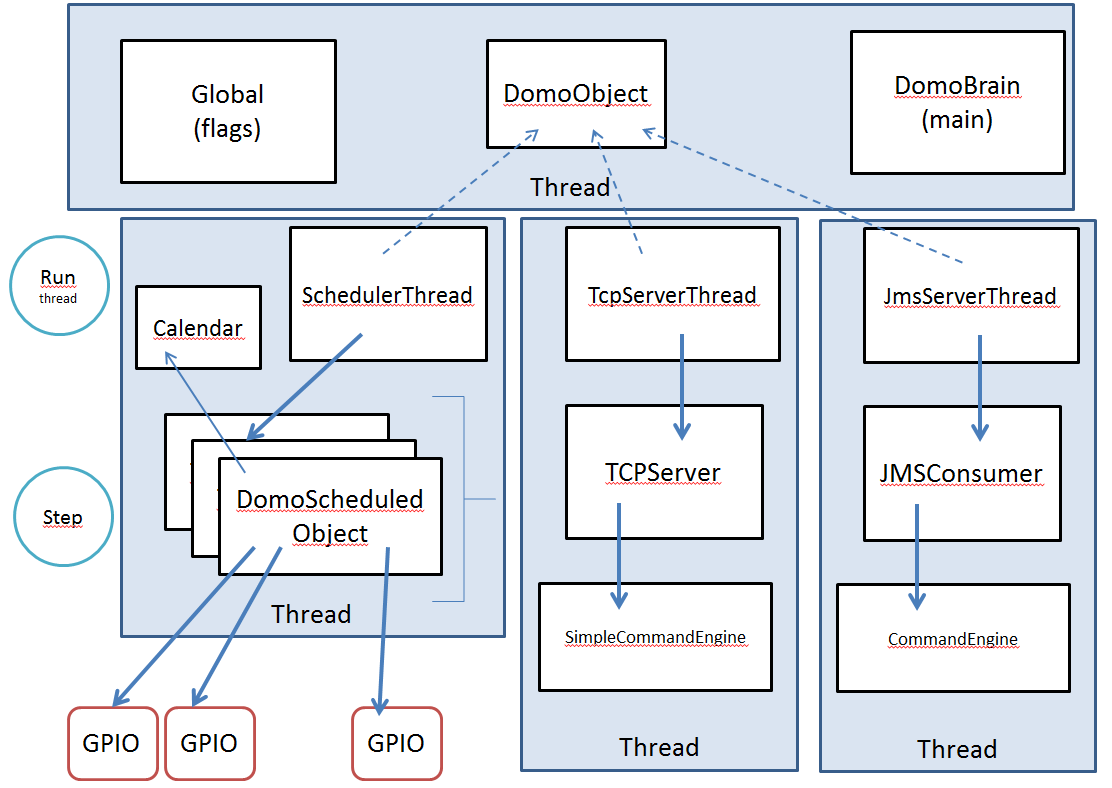 Global
(flags)
DomoObject
DomoBrain
(main)
Thread
Run
thread
Calendar
SchedulerThread
TcpServerThread
JmsServerThread
Step
DomoScheduled
Object
TCPServer
JMSConsumer
Thread
SimpleCommandEngine
CommandEngine
GPIO
GPIO
GPIO
Thread
Thread